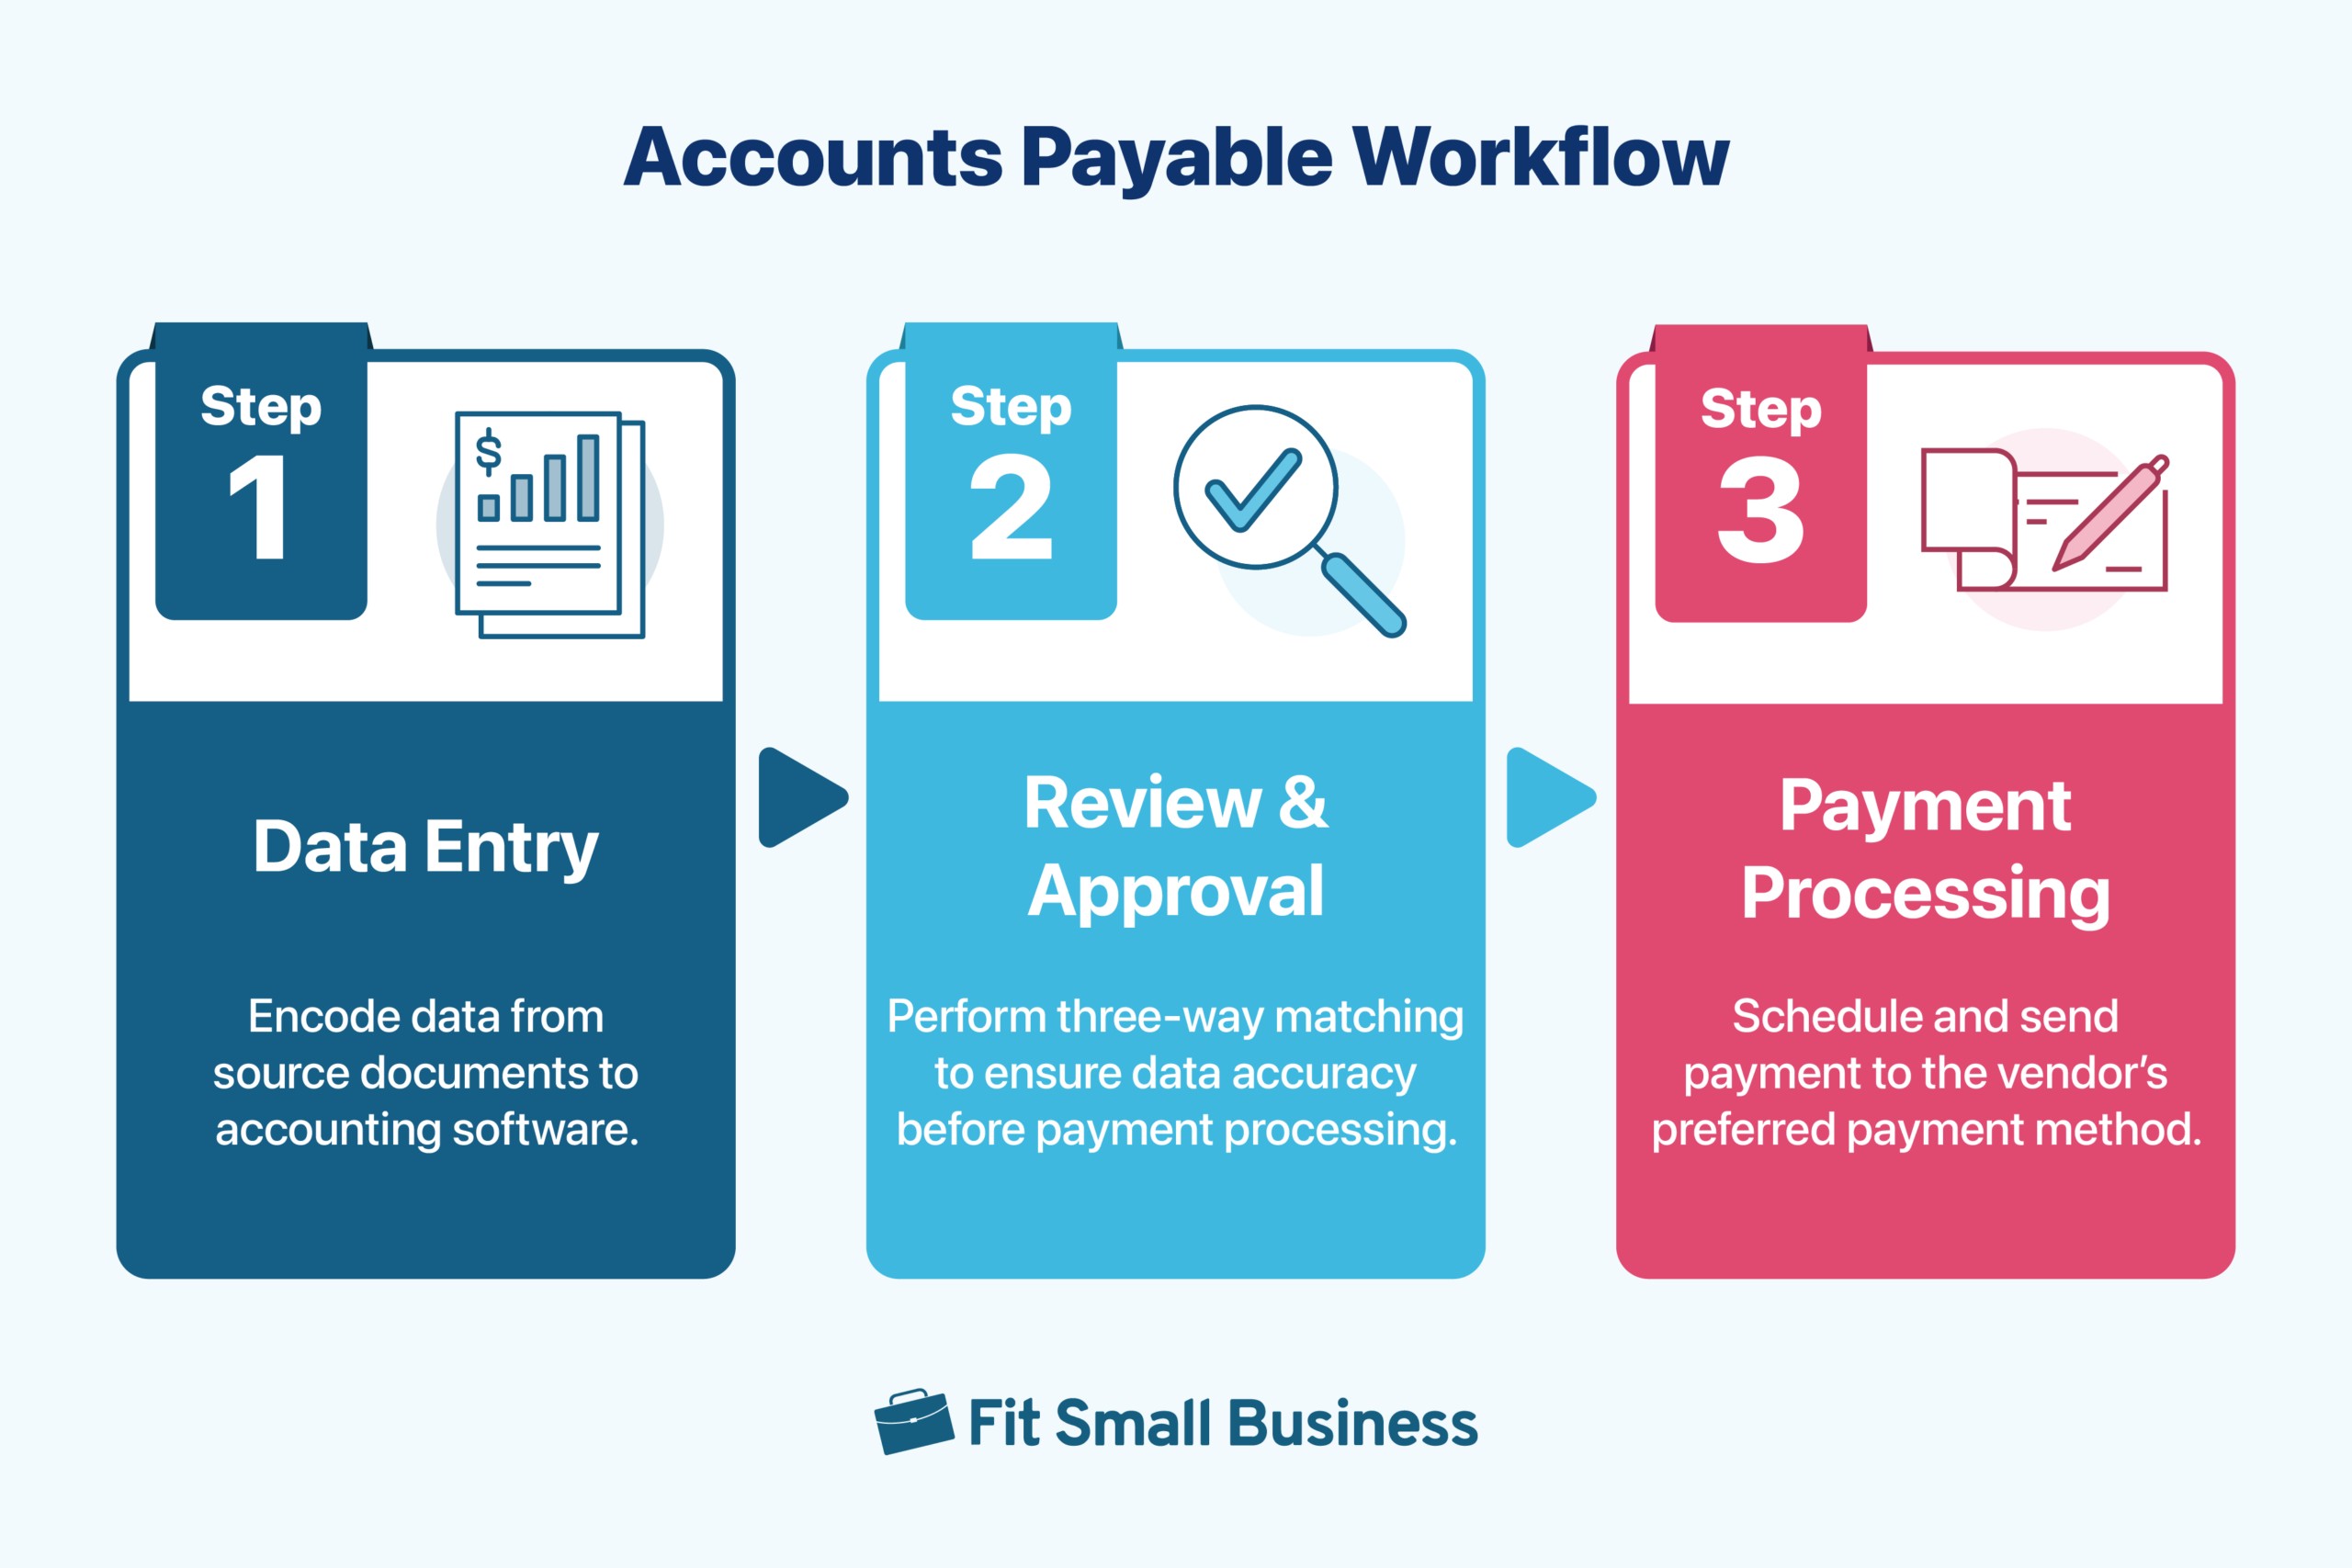 Accounts Payable Workflow
Step
1
$
Data Entry
Encode data from
source documents to
accounting software.
Step
2
Review &
Approval
Perform three-way matching
to ensure data accuracy
before payment processing.
Step
3
Payment
Processing
Schedule and send
payment to the vendor’s
preferred payment method.
Fit Small Business